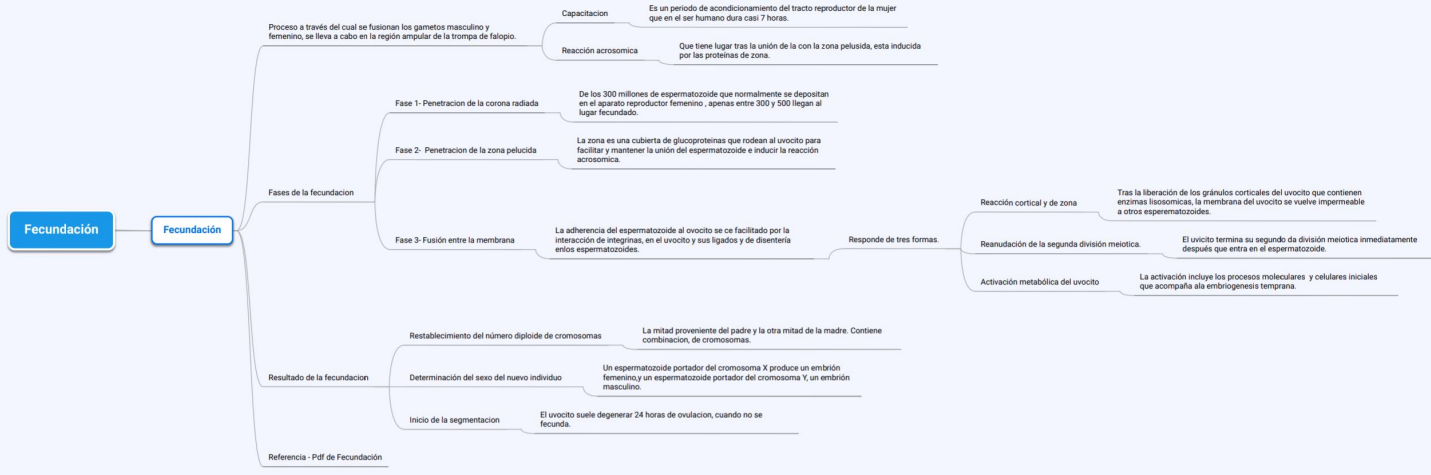 Fecundación
Fecundación
Proceso a través del cual se fusionan los gametos masculino y
femenino, se lleva a cabo en la región ampular de la trompa de falopio.
Capacitacion
Es un periodo de acondicionamiento del tracto reproductor de la mujer
que en el ser humano dura casi 7 horas.
Reacción acrosomica
Que tiene lugar tras la unión de la con la zona pelusida, esta inducida
por las proteínas de zona.
Fases de la fecundacion
Fase 1- Penetracion de la corona radiada
De los 300 millones de espermatozoide que normalmente se depositan
en el aparato reproductor femenino , apenas entre 300 y 500 llegan al
lugar fecundado.
Fase 2-  Penetracion de la zona pelucida
La zona es una cubierta de glucoproteinas que rodean al uvocito para
facilitar y mantener la unión del espermatozoide e inducir la reacción
acrosomica.
Fase 3- Fusión entre la membrana
La adherencia del espermatozoide al ovocito se ce facilitado por la
interacción de integrinas, en el uvocito y sus ligados y de disentería
enlos espermatozoides.
Responde de tres formas.
Reacción cortical y de zona
Tras la liberación de los gránulos corticales del uvocito que contienen
enzimas lisosomicas, la membrana del uvocito se vuelve impermeable
a otros esperematozoides.
Reanudación de la segunda división meiotica.
El uvicito termina su segundo da división meiotica inmediatamente
después que entra en el espermatozoide.
Activación metabólica del uvocito
La activación incluye los procesos moleculares  y celulares iniciales
que acompaña ala embriogenesis temprana.
Resultado de la fecundacion
Restablecimiento del número diploide de cromosomas
La mitad proveniente del padre y la otra mitad de la madre. Contiene
combinacion, de cromosomas.
Determinación del sexo del nuevo individuo
Un espermatozoide portador del cromosoma X produce un embrión
femenino,y un espermatozoide portador del cromosoma Y, un embrión
masculino.
Inicio de la segmentacion
El uvocito suele degenerar 24 horas de ovulacion, cuando no se
fecunda.
Referencia - Pdf de Fecundación